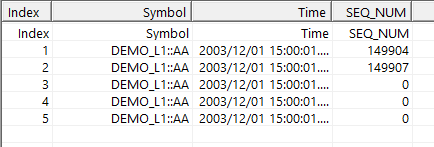 Index Symbol Time SEQ_NUM
Index Symbol Time SEQ_NUM
1 DEMO_L1::AA 2003/12/01 15:00:01.... 149904
2 DEMO_L1::AA 2003/12/01 15:00:01.... 149907
3 DEMO_L1::AA 2003/12/01 15:00:01.... 0
4 DEMO_L1::AA 2003/12/01 15:00:01.... 0
5 DEMO_L1::AA 2003/12/01 15:00:01.... 0